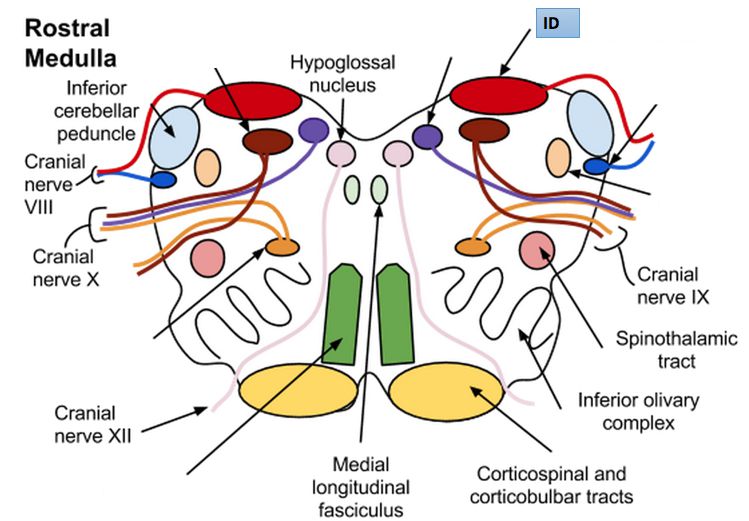 Rostral
Medulla
ID
Hypoglossal
nucleus
Inferior
cerebellar
peduncle
Cranial
nerve
VIII
Cranial
nerve X
Cranial
nerve IX
Spinothalamic
tract
Inferior olivary
complex
Cranial
nerve XII
Medial
longitudinal
fasciculus
Corticospinal and
corticobulbar tracts